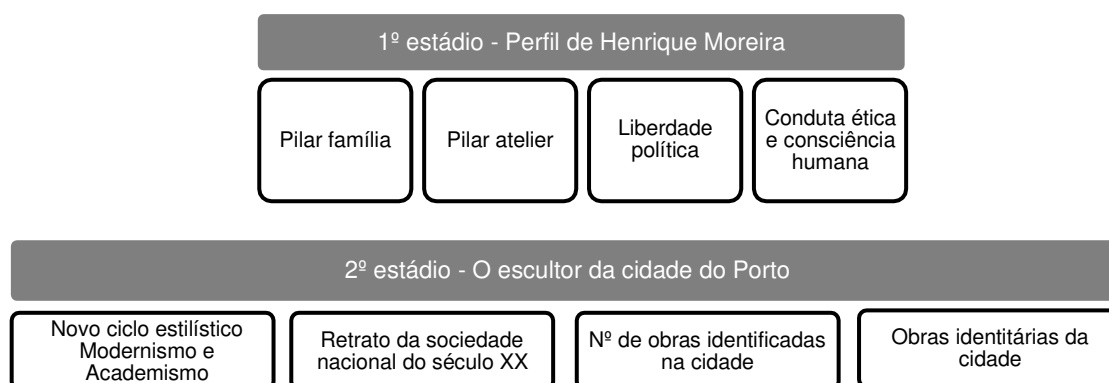 1º estádio - Perfil de Henrique Moreira
Pilar família
Pilar atelier
Liberdade
política
Conduta ética
e consciência
humana
2º estádio - O escultor da cidade do Porto
Novo ciclo estilístico
Modernismo e
Academismo
Retrato da sociedade
nacional do século XX
Nº de obras identificadas
na cidade
Obras identitárias da
cidade